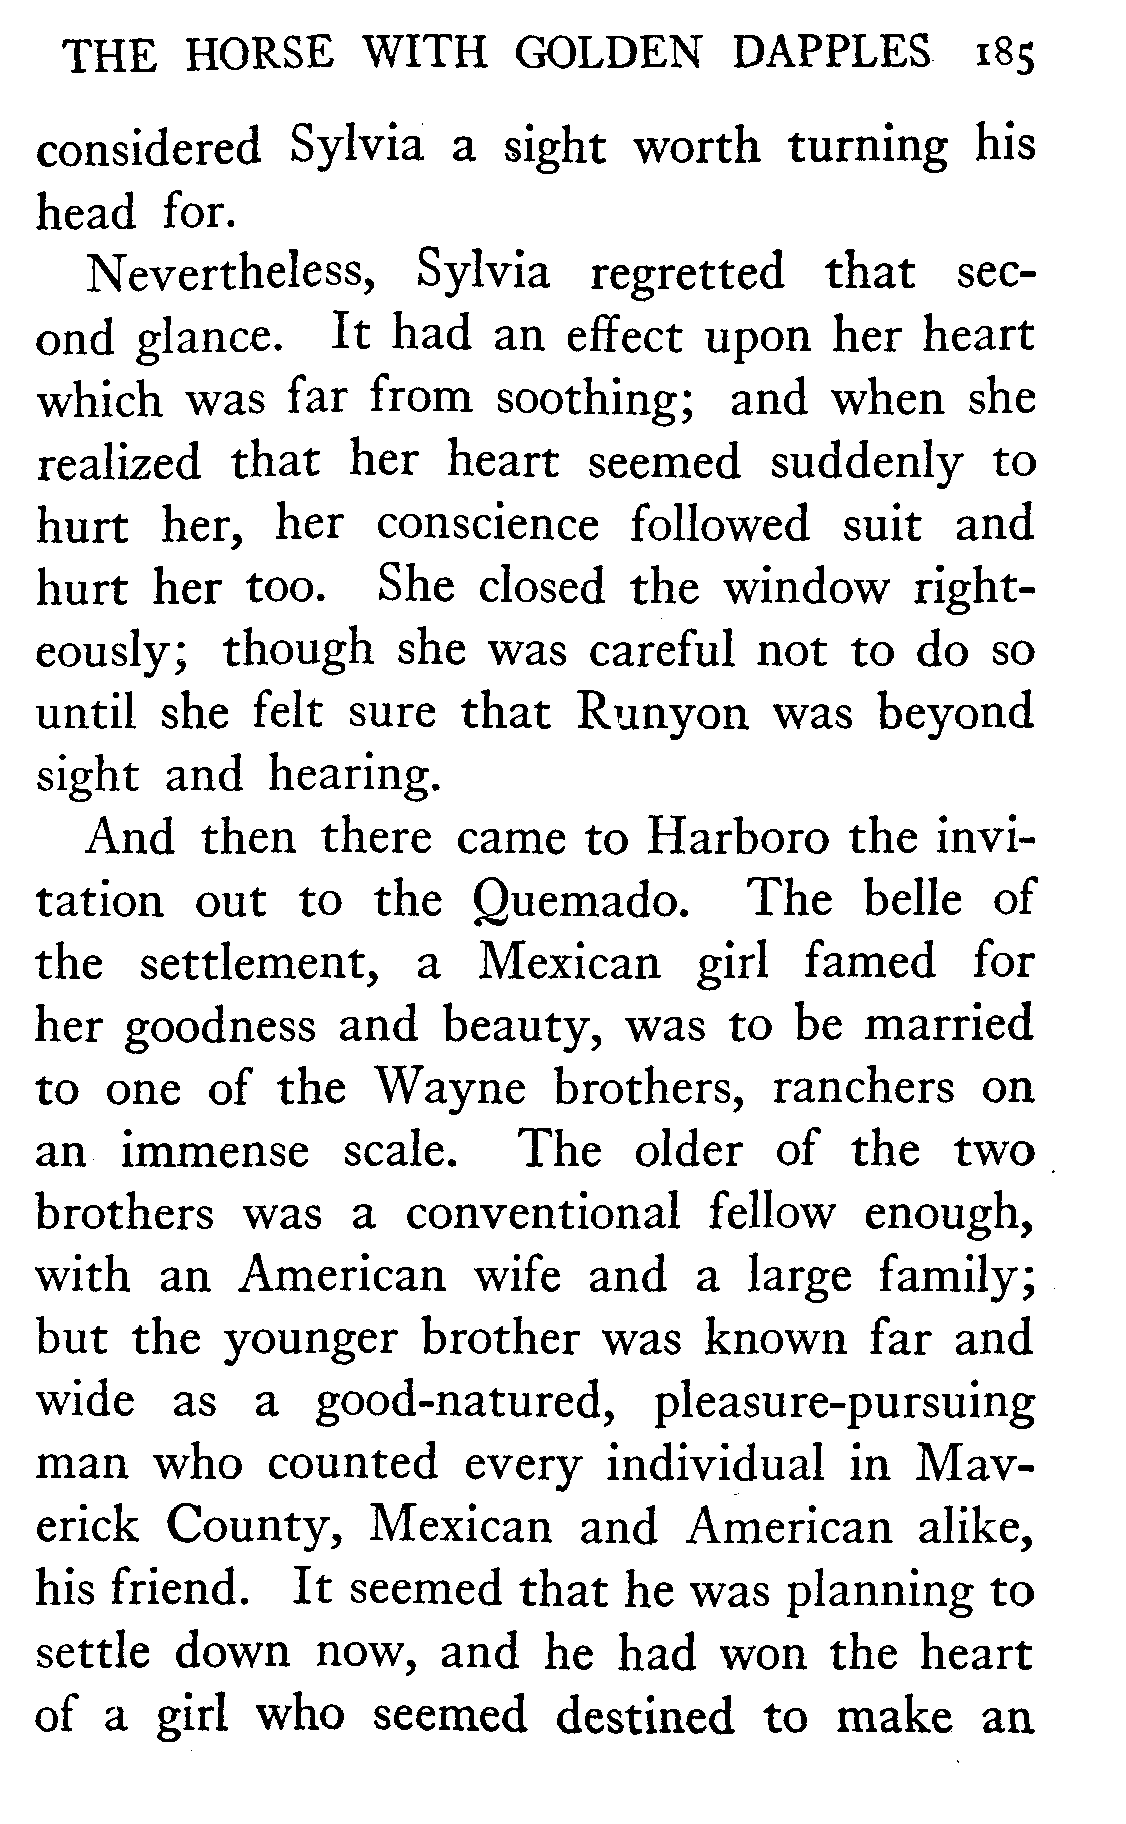 THE HORSE WITH GOLDEN DAPPLES 185
considered Sylvia a sight worth turning his
head for.
Nevertheless, Sylvia regretted that sec-
ond glance. It had an effect upon her heart
which was far from soothing; and when she
realized that her heart seemed suddenly to
hurt her, her conscience followed suit and
hurt her too. She closed the window right-
eously; though she was careful not to do so
until she felt sure that Runyon was beyond
sight and hearing.
And then there came to Harboro the invi-
tation out to the Quemado. The belle of
the settlement, a Mexican girl famed for
her goodness and beauty, was to be married
to one of the Wayne brothers, ranchers on
an immense scale. The older of the two
brothers was a conventional fellow enough,
with an American wife and a large family;
but the younger brother was known far and
wide as a good-natured, pleasure-pursuing
man who counted every individual in Mav-
erick County, Mexican and American alike,
his friend. It seemed that he was planning to
settle down now, and he had won the heart
of a girl who seemed destined to make an